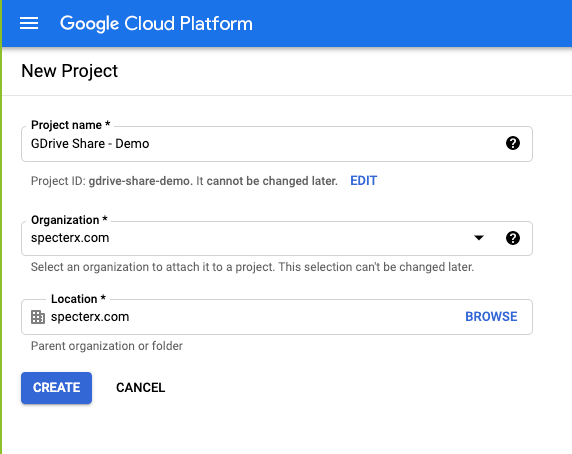 Google Cloud Platform
New Project
Project name *
GDrive Share - Demo
Project ID: gdrive-share-demo. It cannot be changed later. EDIT
Organization *
specterx.com
Select an organization to attach it to a project. This selection can't be changed later.
Location *
specterx.com BROWSE
Parent organization or folder
CREATE CANCEL